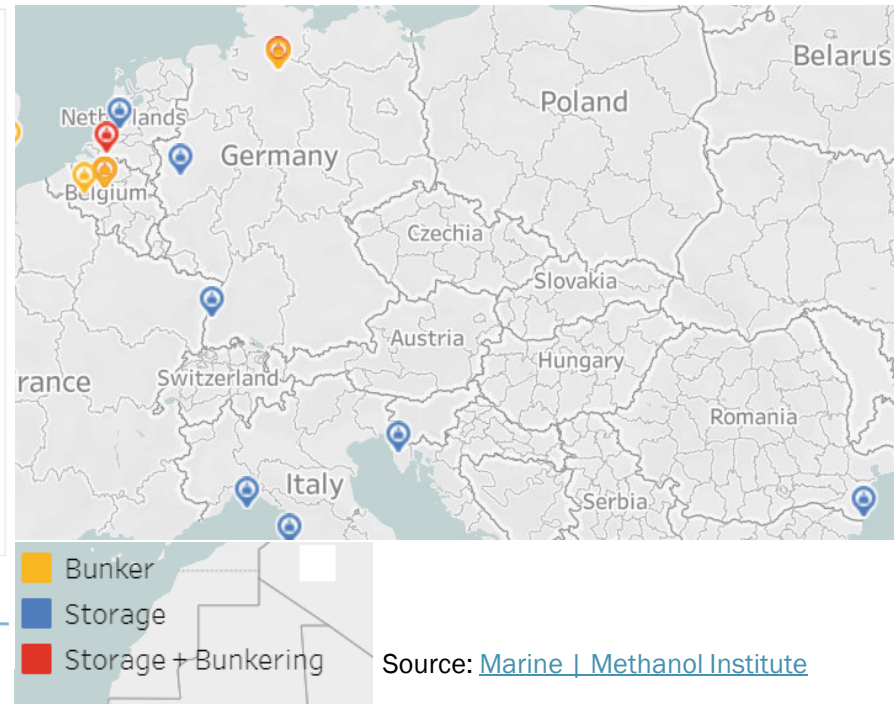 Belarus
Poland
Netherlands
Germany
Belgium
Czechia
Slovakia
Austria
Hungary
rance
Switzerland
Romania
Italy
Serbia
Bunker
Storage
Storage + Bunkering
Source: Marine | Methanol Institute